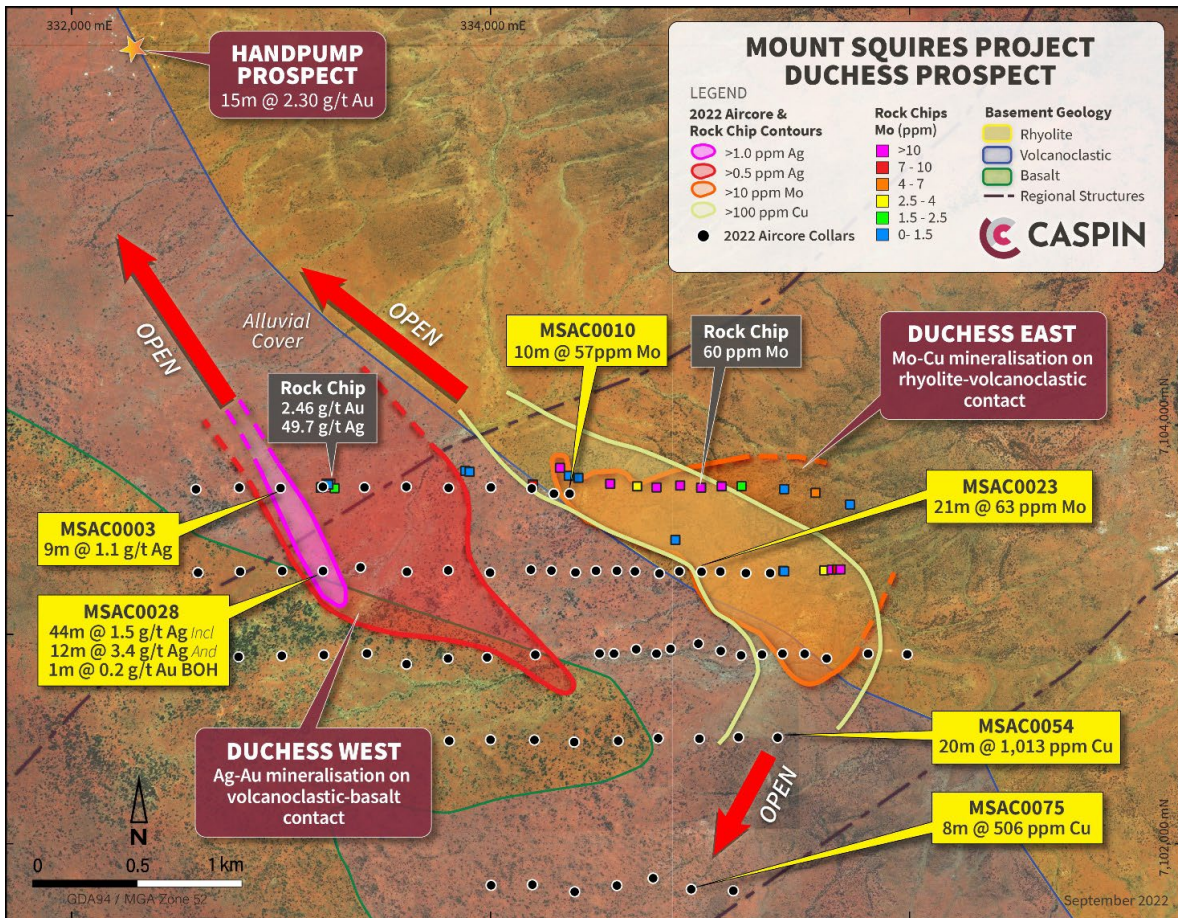 332,000 mE
334,000 mE
HANDPUMP
PROSPECT
15m @ 2.30 g/t Au
MOUNT SQUIRES PROJECT
DUCHESS PROSPECT
LEGEND
2022 Aircore &
Rock Chip Contours
>1.0 ppm Ag
>0.5 ppm Ag
>10 ppm Mo
>100 ppm Cu
2022 Aircore Collars
Rock Chips
Mo (ppm)
>10
7 - 10
4 - 7
2.5 - 4
1.5 - 2.5
0- 1.5
Basement Geology
Rhyolite
Volcanoclastic
Basalt
Regional Structures
CASPIN
OPEN
Alluvial
Cover
OPEN
MSAC0010
10m @ 57ppm Mo
Rock Chip
60 ppm Mo
DUCHESS EAST
Mo-Cu mineralisation on
rhyolite-volcanoclastic
contact
7,104,000 mN
Rock Chip
2.46 g/t Au
49.7 g/t Ag
MSAC0003
9m @ 1.1 g/t Ag
MSAC0023
21m @ 63 ppm Mo
MSAC0028
44m @ 1.5 g/t Ag Incl
12m @ 3.4 g/t Ag And
1m @ 0.2 g/t Au BOH
DUCHESS WEST
Ag-Au mineralisation on
volcanoclastic-basalt
contact
MSAC0054
20m @ 1,013 ppm Cu
OPEN
MSAC0075
8m @ 506 ppm Cu
7,102,000 mN
N
0 0.5 1 km
GDA94 / MGA Zone 52
September 2022